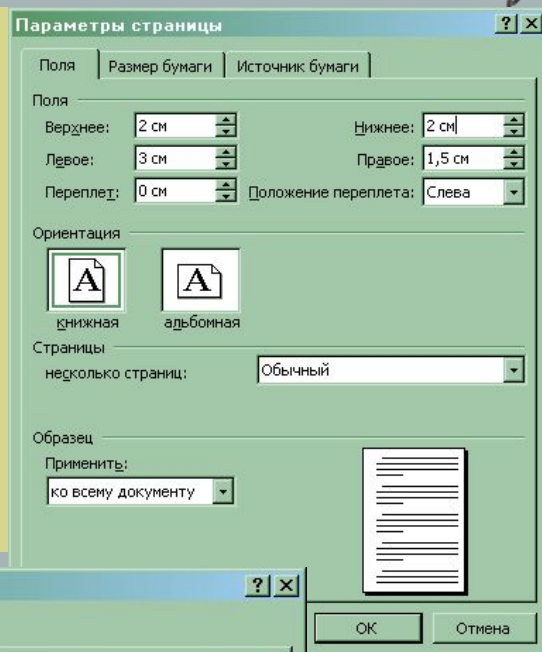 Параметры страницы
Поля Размер бумаги Источник бумаги
Поля
Верхнее: 2 см Нижнее: 2 см
Левое: 3 см Правое: 1,5 см
Переплет: 0 см Положение переплета: Слева
Ориентация
A A
книжная альбомная
Страницы
несколько страниц: Обычный
Образец
Применить:
ко всему документу
OK Отмена